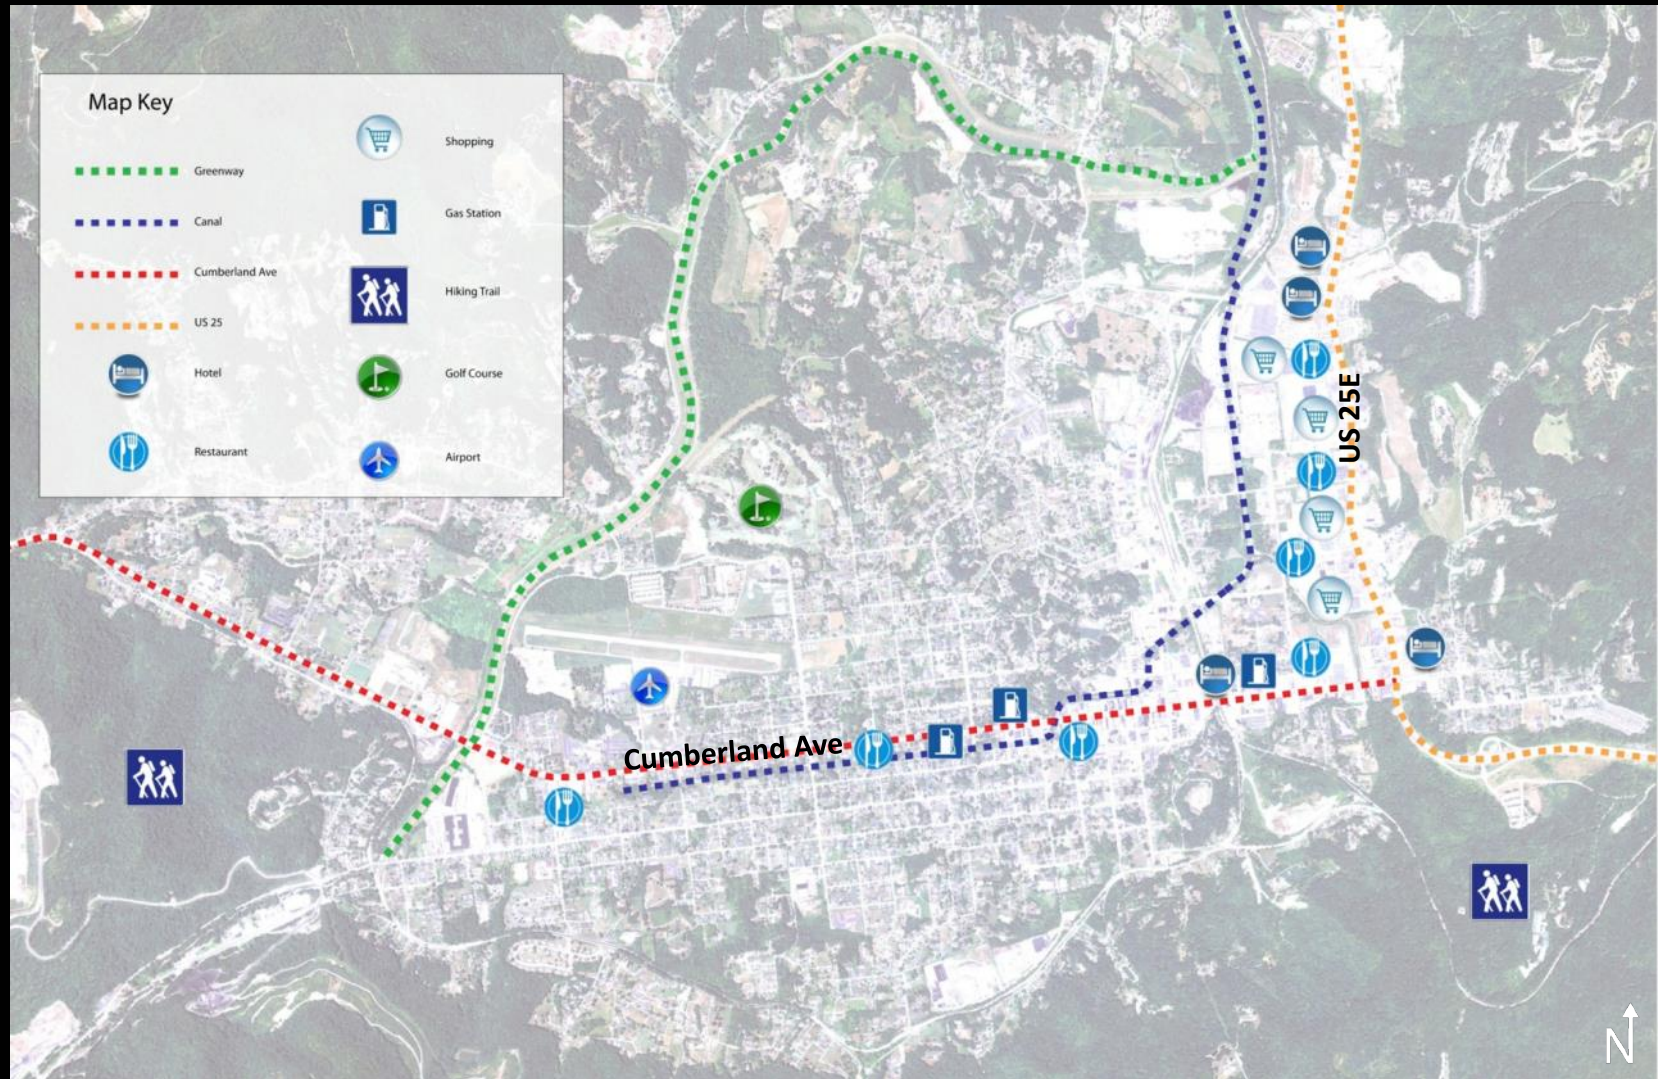 Map Key
Greenway
Canal
Cumberland Ave
US 25
Hotel
Restaurant
Shopping
Gas Station
Hiking Trail
Golf Course
Airport
US 25E
Cumberland Ave
N